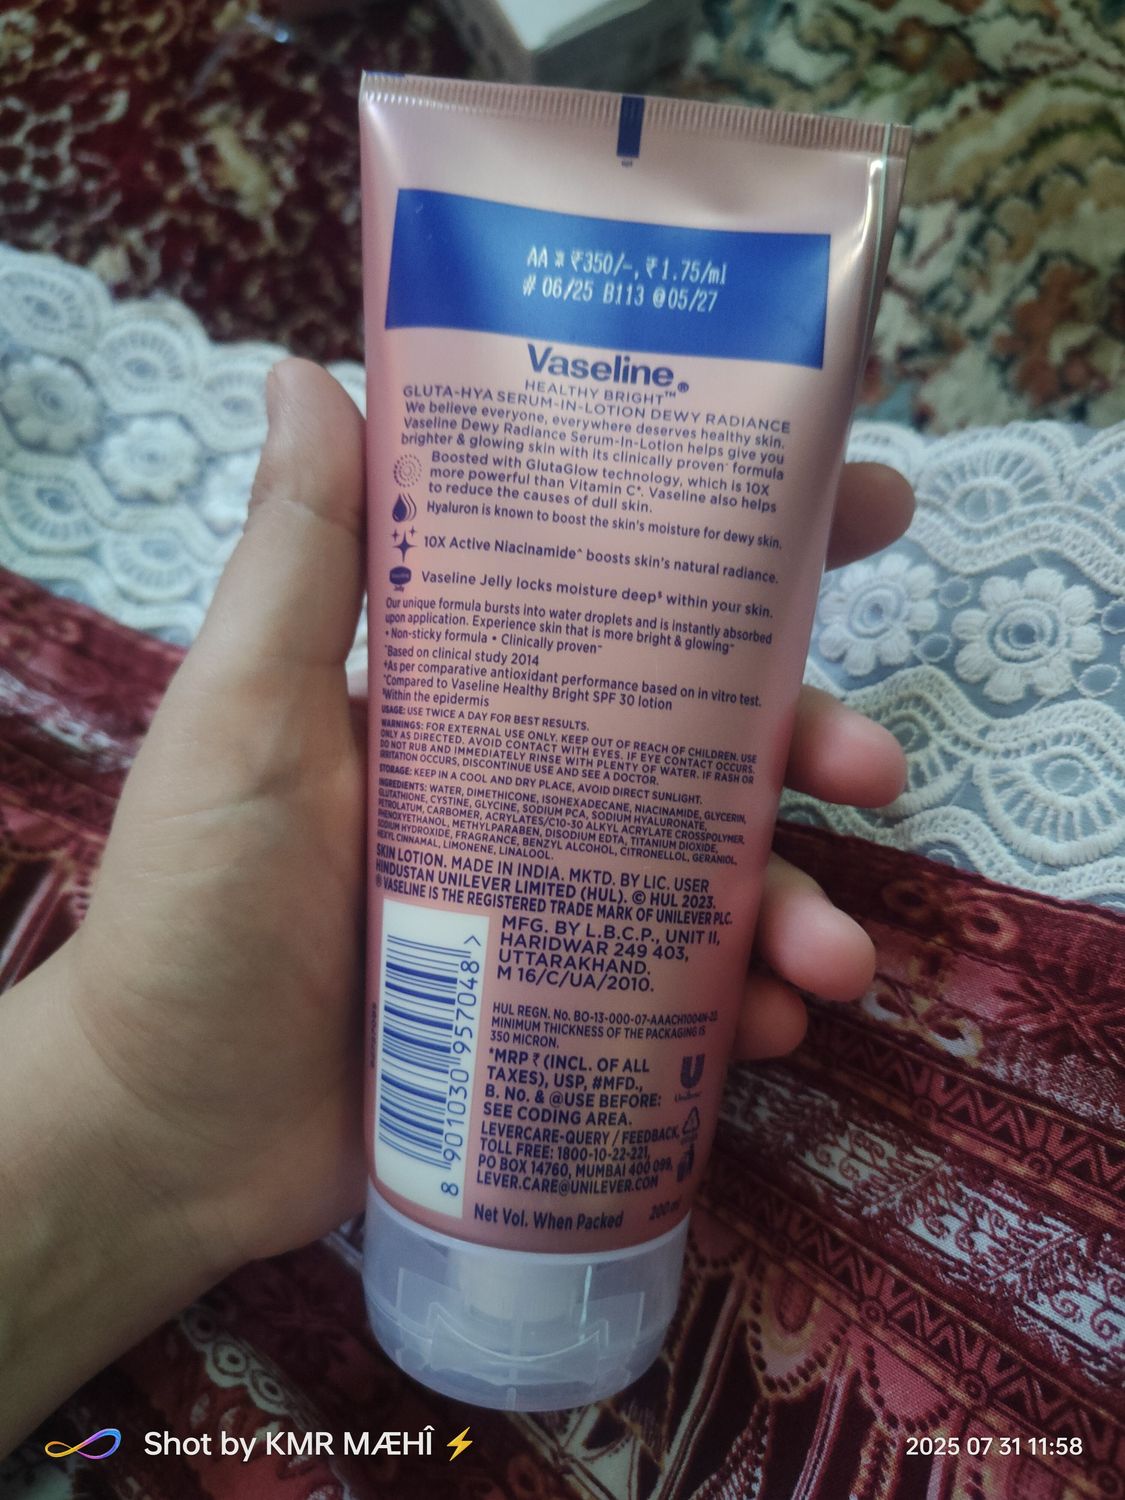 AA * ₹350/-, ₹1.75/ml
# 06/25 B113 @05/27
Vaseline®
HEALTHY BRIGHT™
GLUTA-HYA SERUM-IN-LOTION DEWY RADIANCE
We believe everyone, everywhere deserves healthy skin.
Vaseline Dewy Radiance Serum-In-Lotion helps give you
brighter & glowing skin with its clinically proven~ formula
Boosted with GlutaGlow technology, which is 10X
more powerful than Vitamin C⁺. Vaseline also helps
to reduce the causes of dull skin.
Hyaluron is known to boost the skin's moisture for dewy skin.
10X Active Niacinamide^ boosts skin's natural radiance.
Vaseline Jelly locks moisture deep$ within your skin.
Our unique formula bursts into water droplets and is instantly absorbed
upon application. Experience skin that is more bright & glowing~
• Non-sticky formula • Clinically proven~
~Based on clinical study 2014
+As per comparative antioxidant performance based on in vitro test.
^Compared to Vaseline Healthy Bright SPF 30 lotion
$Within the epidermis
USAGE: USE TWICE A DAY FOR BEST RESULTS.
WARNINGS: FOR EXTERNAL USE ONLY. KEEP OUT OF REACH OF CHILDREN. USE
ONLY AS DIRECTED. AVOID CONTACT WITH EYES. IF EYE CONTACT OCCURS,
DO NOT RUB AND IMMEDIATELY RINSE WITH PLENTY OF WATER. IF RASH OR
IRRITATION OCCURS, DISCONTINUE USE AND SEE A DOCTOR.
STORAGE: KEEP IN A COOL AND DRY PLACE, AVOID DIRECT SUNLIGHT.
INGREDIENTS: WATER, DIMETHICONE, ISOHEXADECANE, NIACINAMIDE, GLYCERIN,
GLUTATHIONE, CYSTINE, GLYCINE, SODIUM PCA, SODIUM HYALURONATE,
PETROLATUM, CARBOMER, ACRYLATES/C10-30 ALKYL ACRYLATE CROSSPOLYMER,
PHENOXYETHANOL, METHYLPARABEN, DISODIUM EDTA, TITANIUM DIOXIDE,
SODIUM HYDROXIDE, FRAGRANCE, BENZYL ALCOHOL, CITRONELLOL, GERANIOL,
HEXYL CINNAMAL, LIMONENE, LINALOOL.
SKIN LOTION. MADE IN INDIA. MKTD. BY LIC. USER
HINDUSTAN UNILEVER LIMITED (HUL). © HUL 2023.
® VASELINE IS THE REGISTERED TRADE MARK OF UNILEVER PLC.
MFG. BY L.B.C.P., UNIT II,
HARIDWAR 249 403,
UTTARAKHAND.
M 16/C/UA/2010.
HUL REGN. No. BO-13-000-07-AAACH1004N-22
MINIMUM THICKNESS OF THE PACKAGING IS
350 MICRON.
*MRP ₹ (INCL. OF ALL
TAXES), USP, #MFD.,
B. No. & @USE BEFORE:
SEE CODING AREA.
LEVERCARE-QUERY / FEEDBACK,
TOLL FREE: 1800-10-22-221,
PO BOX 14760, MUMBAI 400 099,
LEVER.CARE@UNILEVER.COM
Unilever
8 901030 957048 >
Net Vol. When Packed 200 ml
Shot by KMR MÆHÎ ⚡
2025 07 31 11:58